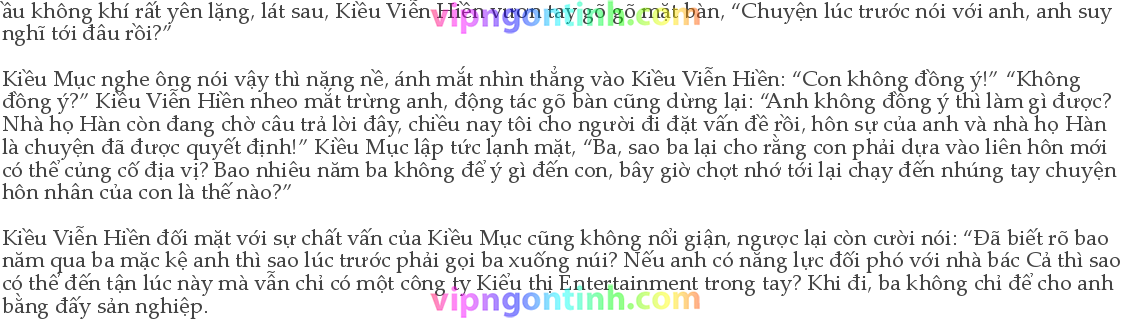 ầu không khí rất yên lặng, lát sau, Kiều Viễn Hiền vươn tay gõ gõ mặt bàn, “Chuyện lúc trước nói với anh, anh suy
nghĩ tới đâu rồi?”
Kiều Mục nghe ông nói vậy thì nặng nề, ánh mắt nhìn thẳng vào Kiều Viễn Hiền: “Con không đồng ý!” “Không
đồng ý?” Kiều Viễn Hiền nheo mắt trừng anh, động tác gõ bàn cũng dừng lại: “Anh không đồng ý thì làm gì được?
Nhà họ Hàn còn đang chờ câu trả lời đây, chiều nay tôi cho người đi đặt vấn đề rồi, hôn sự của anh và nhà họ Hàn
là chuyện đã được quyết định!” Kiều Mục lập tức lạnh mặt, “Ba, sao ba lại cho rằng con phải dựa vào liên hôn mới
có thể củng cố địa vị? Bao nhiêu năm ba không để ý gì đến con, bây giờ chợt nhớ tới lại chạy đến nhúng tay chuyện
hôn nhân của con là thế nào?”
Kiều Viễn Hiền đối mặt với sự chất vấn của Kiều Mục cũng không nổi giận, ngược lại còn cười nói: “Đã biết rõ bao
năm qua ba mặc kệ anh thì sao lúc trước phải gọi ba xuống núi? Nếu anh có năng lực đối phó với nhà bác Cả thì sao
có thể đến tận lúc này mà vẫn chỉ có một công ty Kiểu thị Entertainment trong tay? Khi đi, ba không chỉ để cho anh
bằng đấy sản nghiệp.
vipngontinh.com
vipngontinh.com